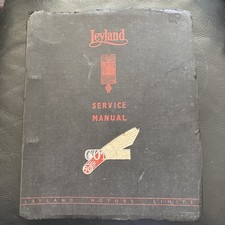 Leyland
SERVICE
MANUAL
LEYLAND MOTORS LIMITED